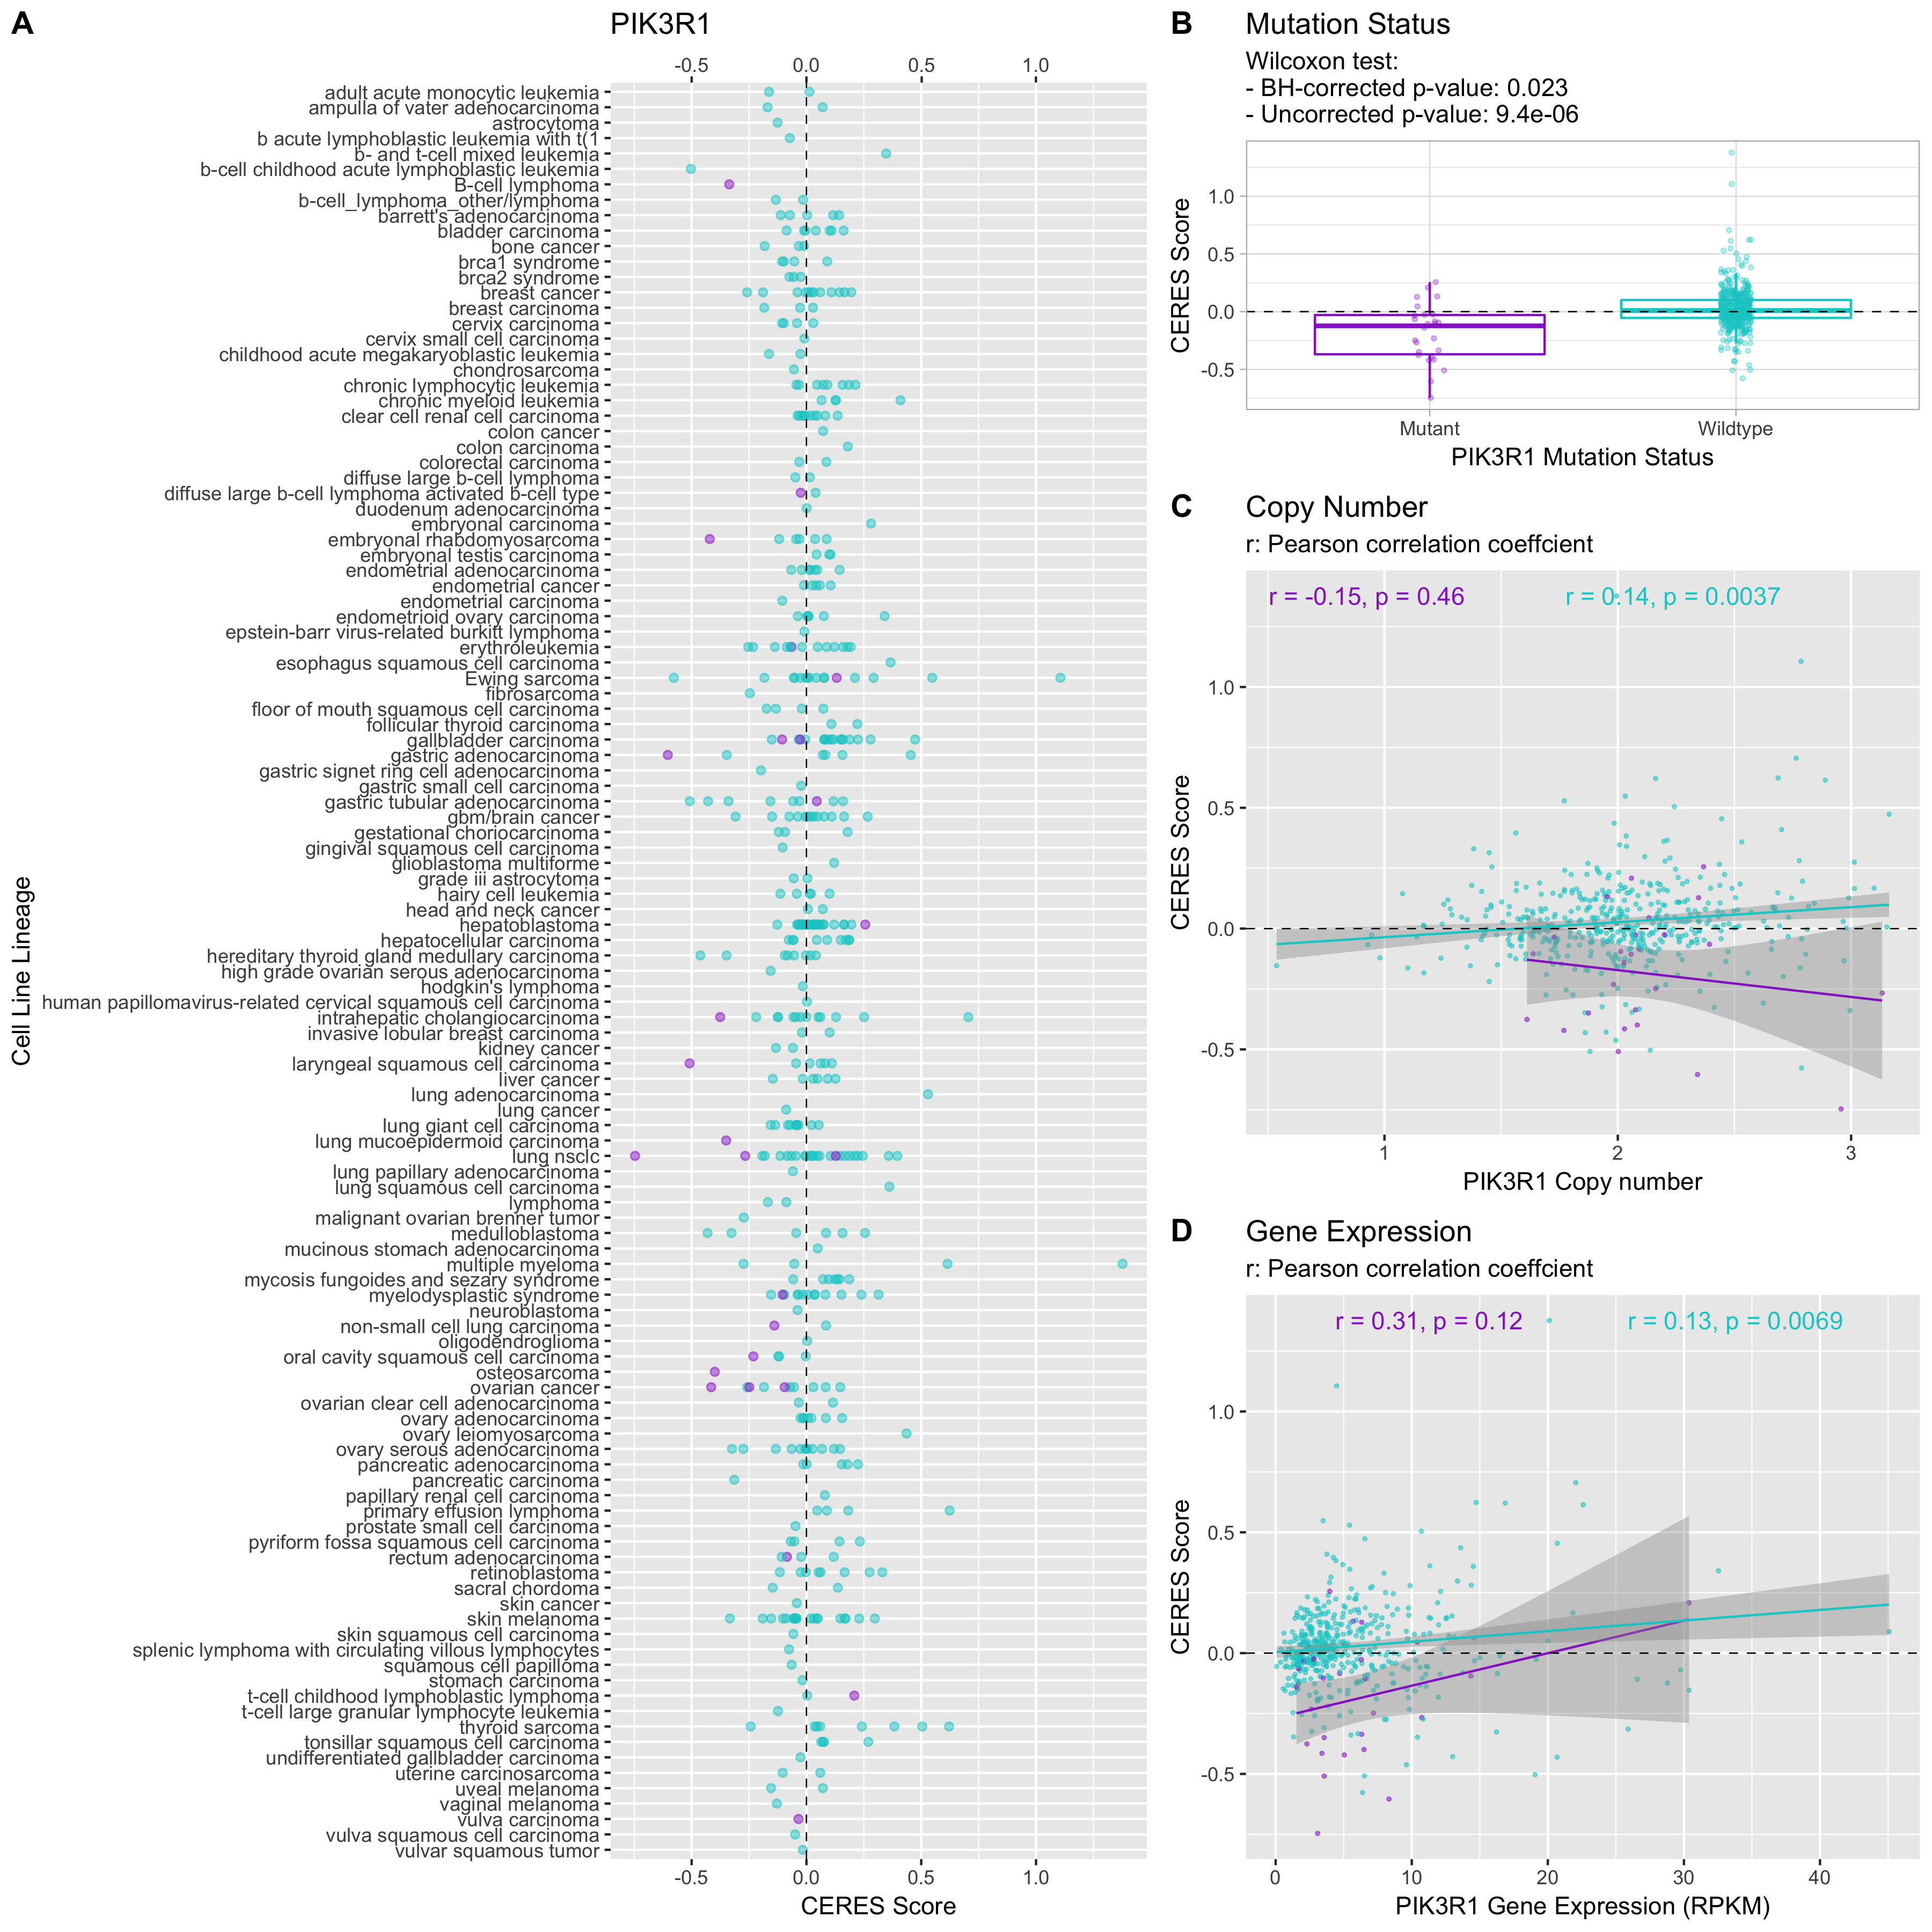 A
PIK3R1
-0.5 0.0 0.5 1.0
adult acute monocytic leukemia
ampulla of vater adenocarcinoma
astrocytoma
b acute lymphoblastic leukemia with t(1
b- and t-cell mixed leukemia
b-cell childhood acute lymphoblastic leukemia
B-cell lymphoma
b-cell_lymphoma_other/lymphoma
barrett's adenocarcinoma
bladder carcinoma
bone cancer
brca1 syndrome
brca2 syndrome
breast cancer
breast carcinoma
cervix carcinoma
cervix small cell carcinoma
childhood acute megakaryoblastic leukemia
chondrosarcoma
chronic lymphocytic leukemia
chronic myeloid leukemia
clear cell renal cell carcinoma
colon cancer
colon carcinoma
colorectal carcinoma
diffuse large b-cell lymphoma
diffuse large b-cell lymphoma activated b-cell type
duodenum adenocarcinoma
embryonal carcinoma
embryonal rhabdomyosarcoma
embryonal testis carcinoma
endometrial adenocarcinoma
endometrial cancer
endometrial carcinoma
endometrioid ovary carcinoma
epstein-barr virus-related burkitt lymphoma
erythroleukemia
esophagus squamous cell carcinoma
Ewing sarcoma
fibrosarcoma
floor of mouth squamous cell carcinoma
follicular thyroid carcinoma
gallbladder carcinoma
gastric adenocarcinoma
gastric signet ring cell adenocarcinoma
gastric small cell carcinoma
gastric tubular adenocarcinoma
gbm/brain cancer
gestational choriocarcinoma
gingival squamous cell carcinoma
glioblastoma multiforme
grade iii astrocytoma
hairy cell leukemia
head and neck cancer
hepatoblastoma
hepatocellular carcinoma
hereditary thyroid gland medullary carcinoma
high grade ovarian serous adenocarcinoma
hodgkin's lymphoma
human papillomavirus-related cervical squamous cell carcinoma
intrahepatic cholangiocarcinoma
invasive lobular breast carcinoma
kidney cancer
laryngeal squamous cell carcinoma
liver cancer
lung adenocarcinoma
lung cancer
lung giant cell carcinoma
lung mucoepidermoid carcinoma
lung nsclc
lung papillary adenocarcinoma
lung squamous cell carcinoma
lymphoma
malignant ovarian brenner tumor
medulloblastoma
mucinous stomach adenocarcinoma
multiple myeloma
mycosis fungoides and sezary syndrome
myelodysplastic syndrome
neuroblastoma
non-small cell lung carcinoma
oligodendroglioma
oral cavity squamous cell carcinoma
osteosarcoma
ovarian cancer
ovarian clear cell adenocarcinoma
ovary adenocarcinoma
ovary leiomyosarcoma
ovary serous adenocarcinoma
pancreatic adenocarcinoma
pancreatic carcinoma
papillary renal cell carcinoma
primary effusion lymphoma
prostate small cell carcinoma
pyriform fossa squamous cell carcinoma
rectum adenocarcinoma
retinoblastoma
sacral chordoma
skin cancer
skin melanoma
skin squamous cell carcinoma
splenic lymphoma with circulating villous lymphocytes
squamous cell papilloma
stomach carcinoma
t-cell childhood lymphoblastic lymphoma
t-cell large granular lymphocyte leukemia
thyroid sarcoma
tonsillar squamous cell carcinoma
undifferentiated gallbladder carcinoma
uterine carcinosarcoma
uveal melanoma
vaginal melanoma
vulva carcinoma
vulva squamous cell carcinoma
vulvar squamous tumor
-0.5 0.0 0.5 1.0
CERES Score
Cell Line Lineage
B
Mutation Status
Wilcoxon test:
- BH-corrected p-value: 0.023
- Uncorrected p-value: 9.4e-06
1.0
0.5
0.0
-0.5
CERES Score
Mutant Wildtype
PIK3R1 Mutation Status
C
Copy Number
r: Pearson correlation coeffcient
r = -0.15, p = 0.46 r = 0.14, p = 0.0037
1.0
0.5
0.0
-0.5
CERES Score
1 2 3
PIK3R1 Copy number
D
Gene Expression
r: Pearson correlation coeffcient
r = 0.31, p = 0.12 r = 0.13, p = 0.0069
1.0
0.5
0.0
-0.5
CERES Score
0 10 20 30 40
PIK3R1 Gene Expression (RPKM)